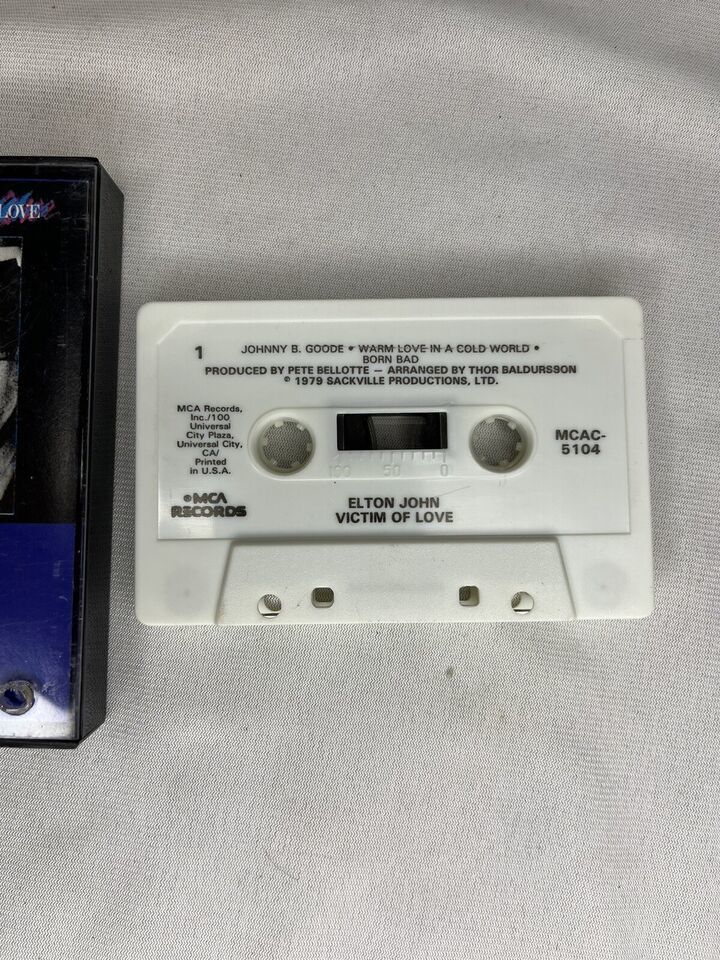 LOVE
1
JOHNNY B. GOODE • WARM LOVE IN A COLD WORLD •
BORN BAD
PRODUCED BY PETE BELLOTTE — ARRANGED BY THOR BALDURSSON
℗ 1979 SACKVILLE PRODUCTIONS, LTD.
MCA Records,
Inc./100
Universal
City Plaza,
Universal City,
CA/
Printed
in U.S.A.
MCAC-
5104
100 50 0
®MCA
RECORDS
ELTON JOHN
VICTIM OF LOVE